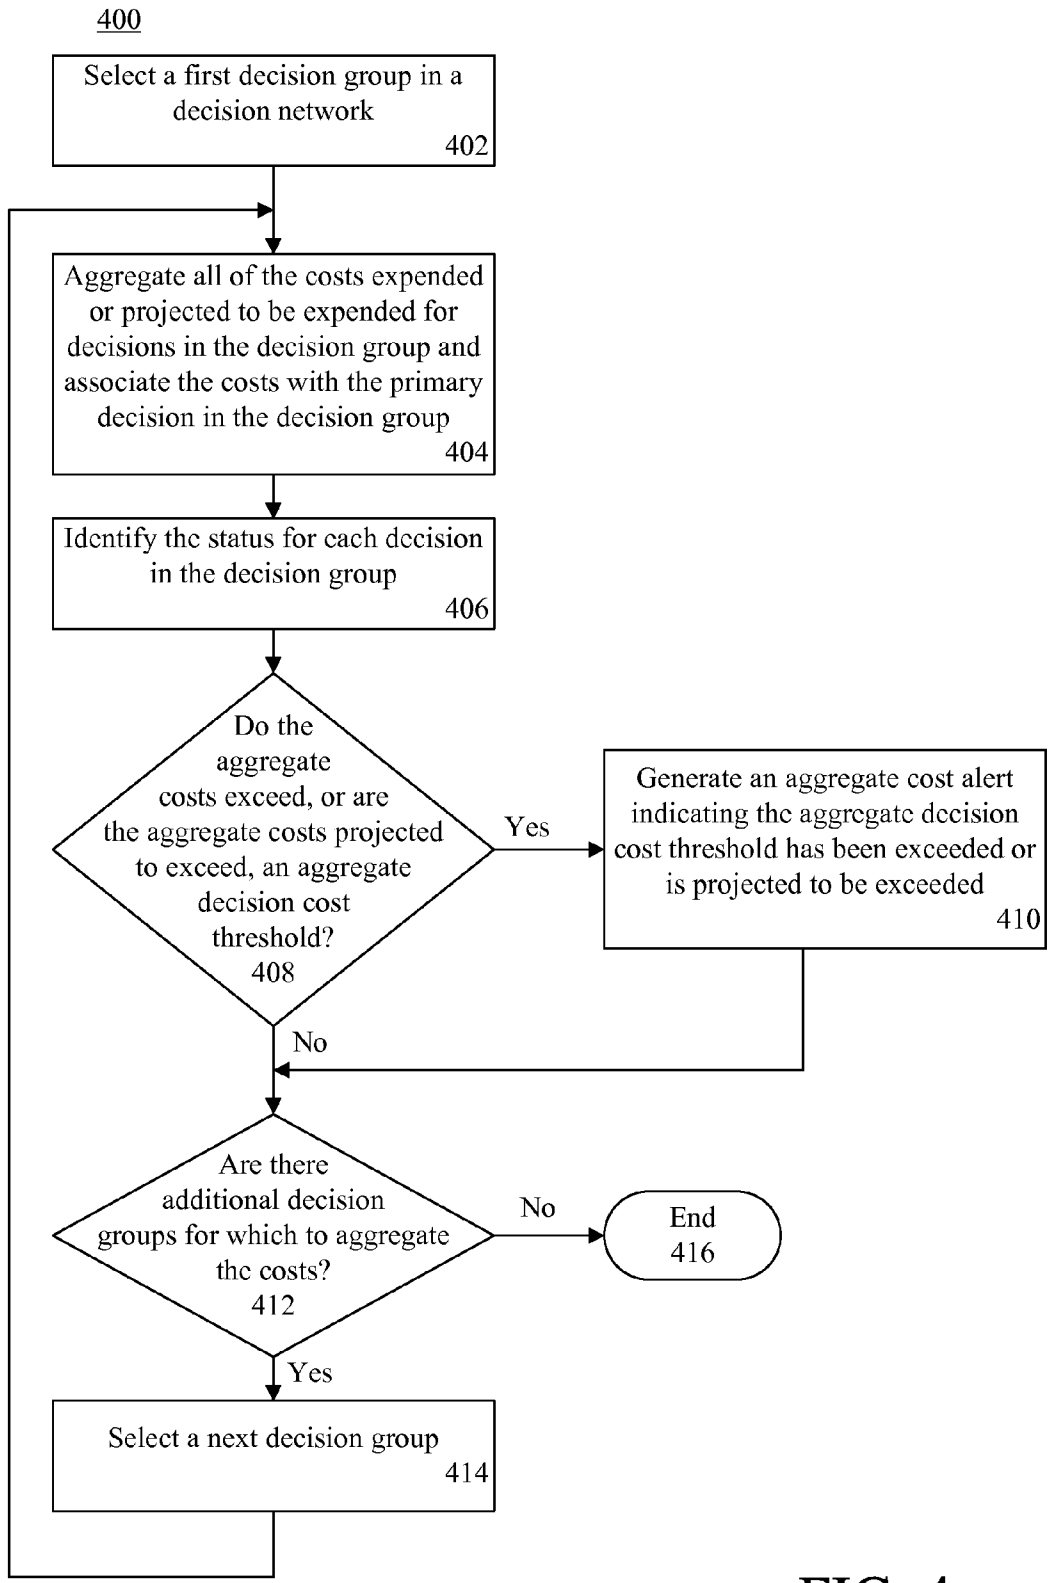 400
Select a first decision group in a
decision network
402
Aggregate all of the costs expended
or projected to be expended for
decisions in the decision group and
associate the costs with the primary
decision in the decision group
404
Identify the status for each decision
in the decision group
406
Do the
aggregate
costs exceed, or are
the aggregate costs projected
to exceed, an aggregate
decision cost
threshold?
408
Yes
Generate an aggregate cost alert
indicating the aggregate decision
cost threshold has been exceeded or
is projected to be exceeded
410
No
Are there
additional decision
groups for which to aggregate
the costs?
412
No
End
416
Yes
Select a next decision group
414
FIG. 4